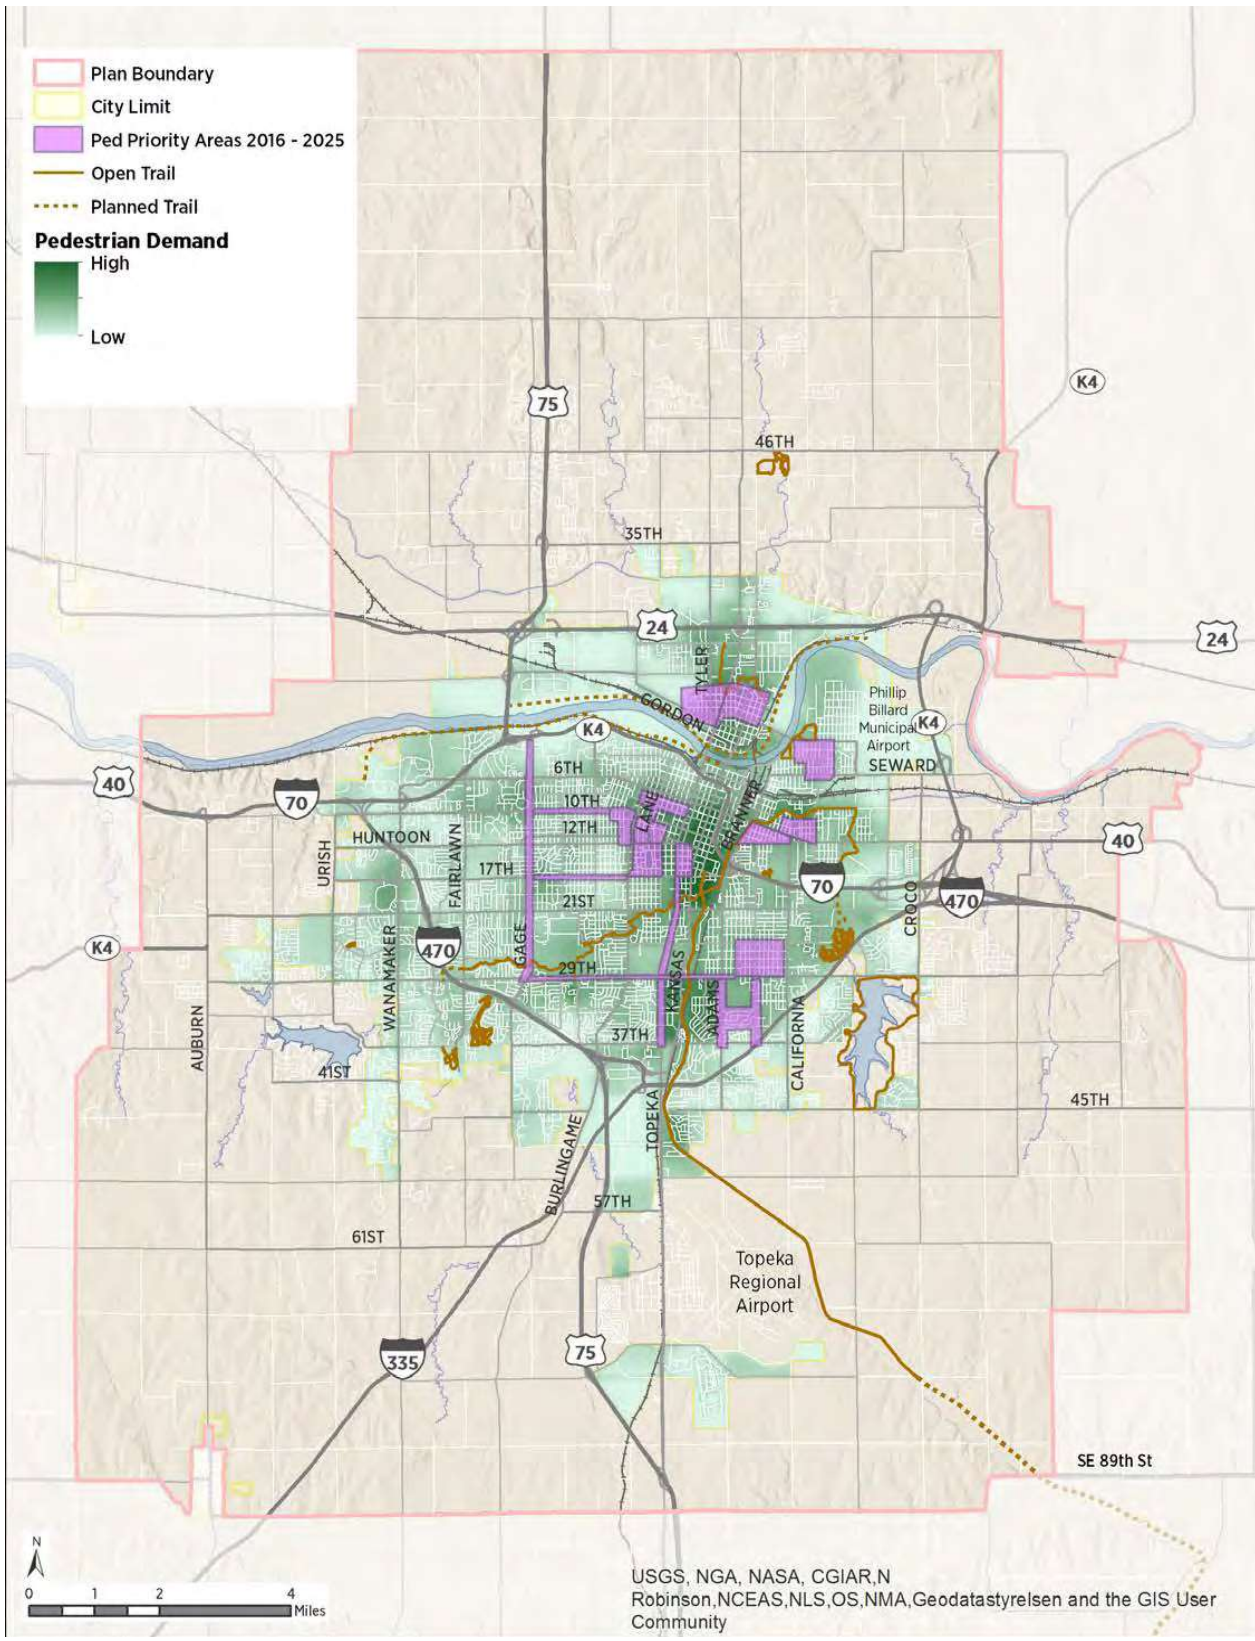 Plan Boundary
City Limit
Ped Priority Areas 2016 - 2025
Open Trail
Planned Trail
Pedestrian Demand
High
Low
75
K4
46TH
35TH
24
24
TYLER
GORDON
Phillip
Billard
Municipal
Airport
K4
K4
SEWARD
40
70
6TH
10TH
LANE
BRANNER
12TH
HUNTOON
40
URISH
FAIRLAWN
17TH
70
21ST
CROCO
470
K4
470
GAGE
WANAMAKER
29TH
KANSAS
ADAMS
AUBURN
37TH
CALIFORNIA
41ST
45TH
TOPEKA
BURLINGAME
57TH
61ST
Topeka
Regional
Airport
335
75
SE 89th St
N
0 1 2 4
Miles
USGS, NGA, NASA, CGIAR,N
Robinson,NCEAS,NLS,OS,NMA,Geodatastyrelsen and the GIS User
Community